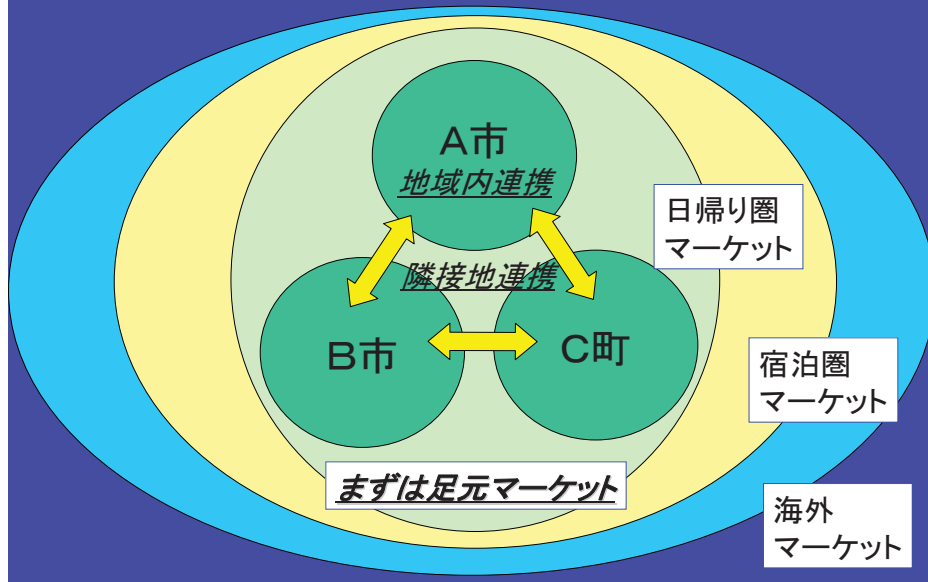 A市
地域内連携
日帰り圏
マーケット
隣接地連携
B市
C町
宿泊圏
マーケット
まずは足元マーケット
海外
マーケット